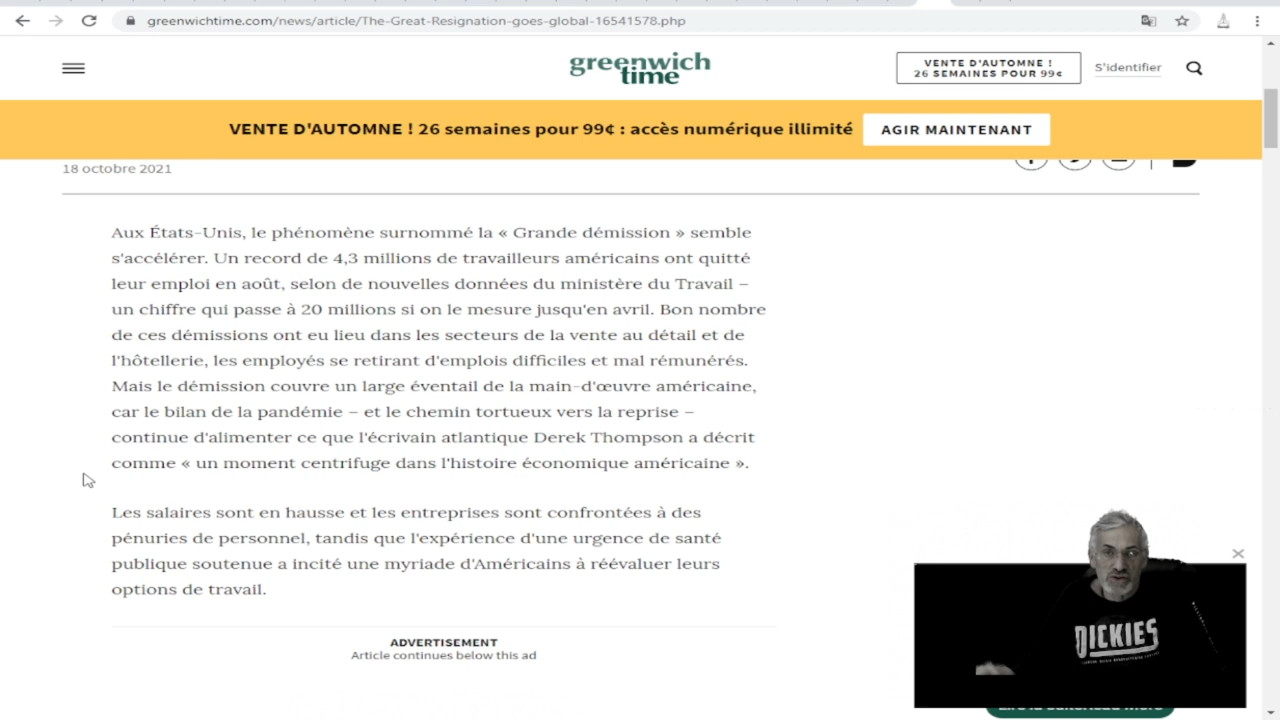 greenwichtime.com/news/article/The-Great-Resignation-goes-global-16541578.php
greenwich
time
VENTE D'AUTOMNE !
26 SEMAINES POUR 99¢
S'identifier
VENTE D'AUTOMNE ! 26 semaines pour 99¢ : accès numérique illimité
AGIR MAINTENANT
18 octobre 2021
Aux États-Unis, le phénomène surnommé la « Grande démission » semble
s'accélérer. Un record de 4,3 millions de travailleurs américains ont quitté
leur emploi en août, selon de nouvelles données du ministère du Travail –
un chiffre qui passe à 20 millions si on le mesure jusqu'en avril. Bon nombre
de ces démissions ont eu lieu dans les secteurs de la vente au détail et de
l'hôtellerie, les employés se retirant d'emplois difficiles et mal rémunérés.
Mais le démission couvre un large éventail de la main-d'œuvre américaine,
car le bilan de la pandémie – et le chemin tortueux vers la reprise –
continue d'alimenter ce que l'écrivain atlantique Derek Thompson a décrit
comme « un moment centrifuge dans l'histoire économique américaine ».
Les salaires sont en hausse et les entreprises sont confrontées à des
pénuries de personnel, tandis que l'expérience d'une urgence de santé
publique soutenue a incité une myriade d'Américains à réévaluer leurs
options de travail.
ADVERTISEMENT
Article continues below this ad
DICKIES